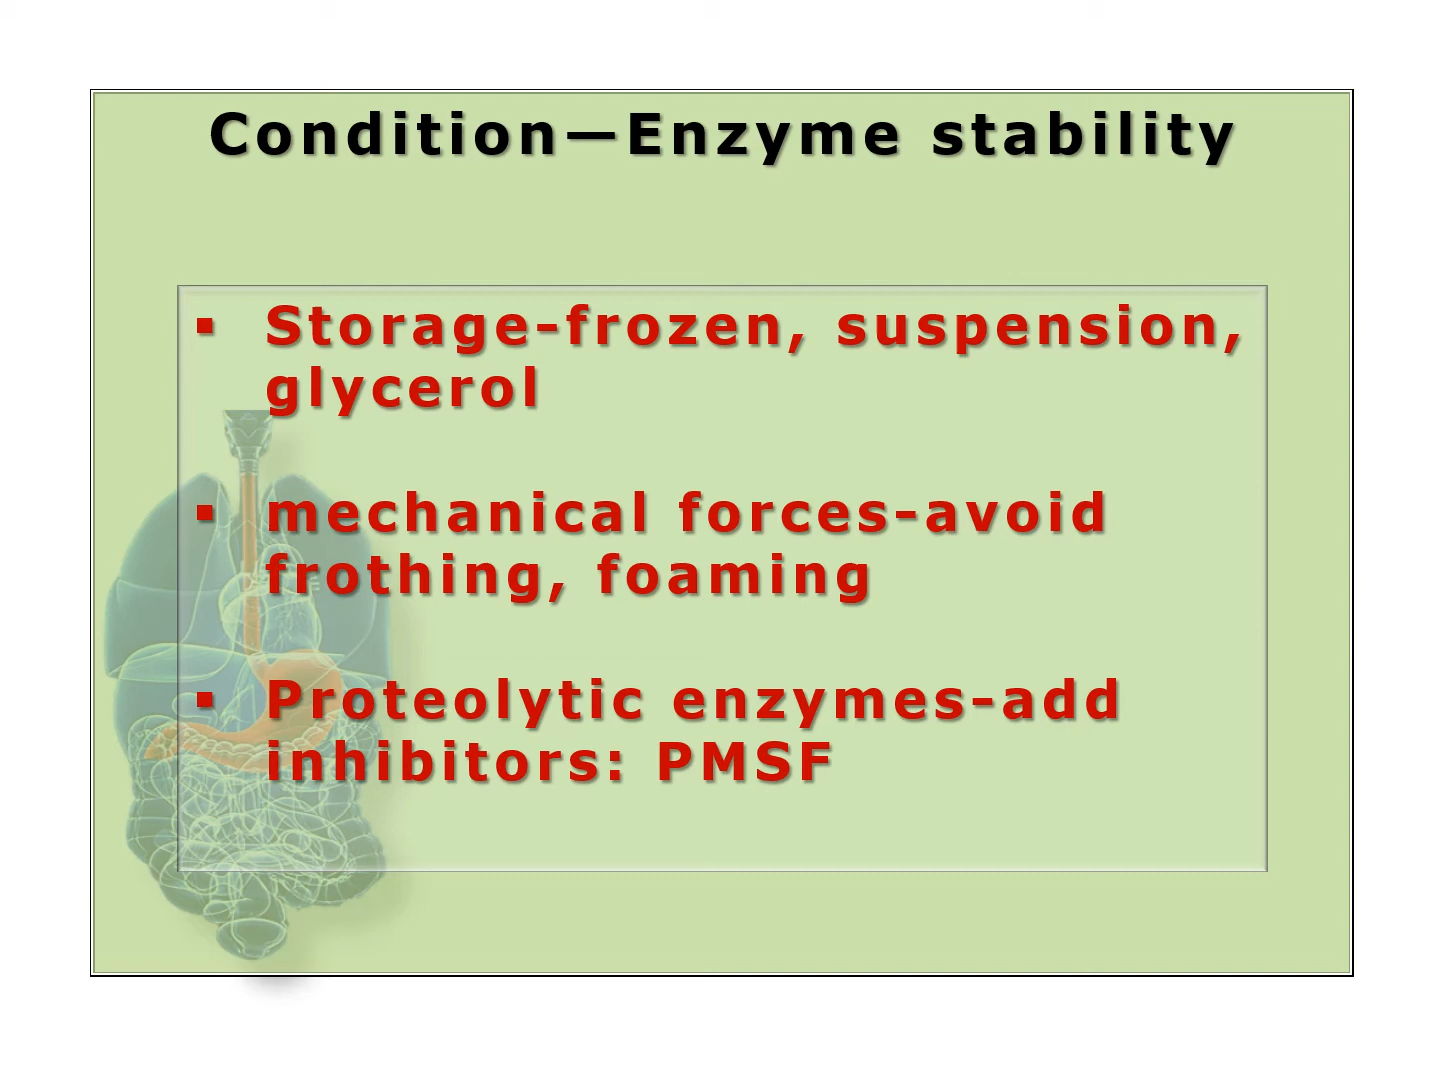 Condition—Enzyme stability
▪ Storage-frozen, suspension,
glycerol
▪ mechanical forces-avoid
frothing, foaming
▪ Proteolytic enzymes-add
inhibitors: PMSF